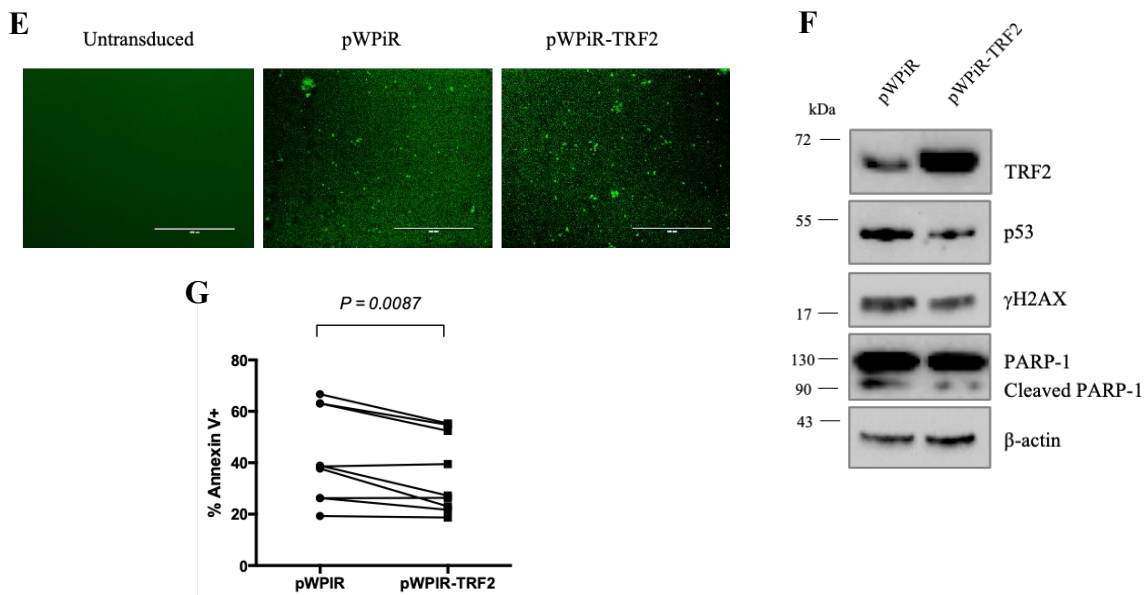 E
Untransduced
pWPiR
pWPiR-TRF2
F
pWPiR
pWPiR-TRF2
kDa
72
TRF2
55
p53
γH2AX
17
130
PARP-1
90
Cleaved PARP-1
43
β-actin
G
P = 0.0087
80
60
40
20
0
% Annexin V+
pWPIR
pWPIR-TRF2